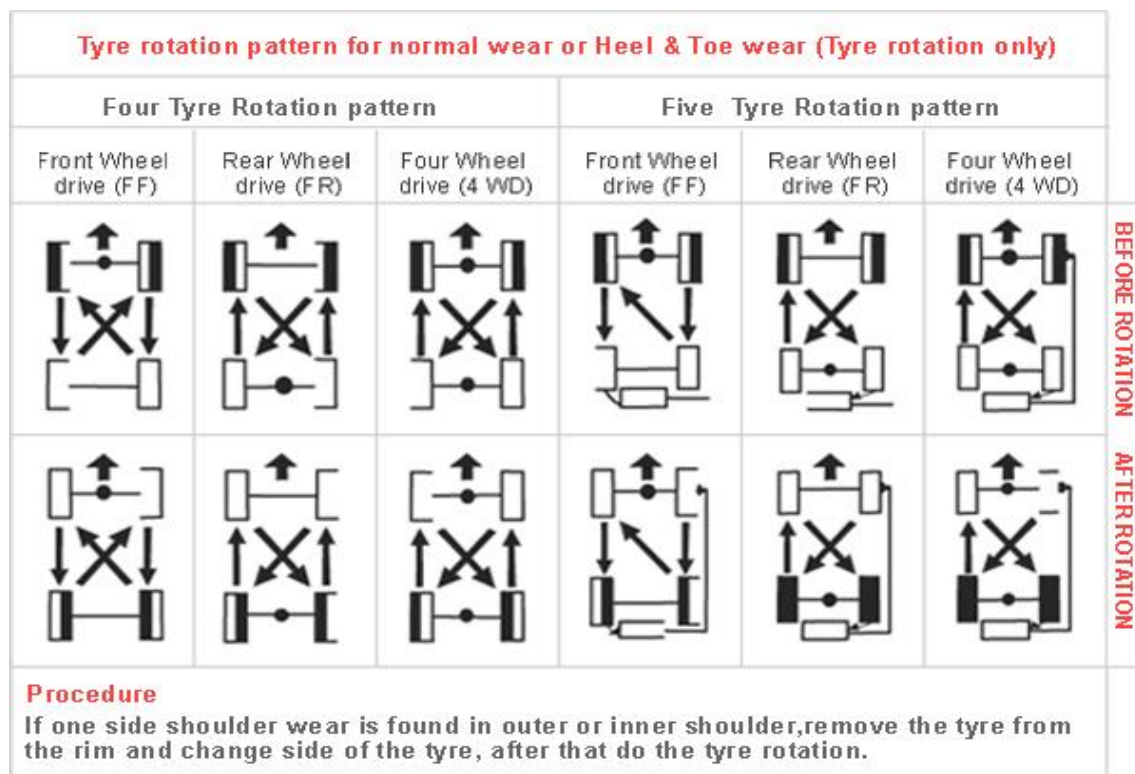 Tyre rotation pattern for normal wear or Heel & Toe wear (Tyre rotation only)
Four Tyre Rotation pattern
Five Tyre Rotation pattern
Front Wheel
drive (FF)
Rear Wheel
drive (FR)
Four Wheel
drive (4 WD)
Front Wheel
drive (FF)
Rear Wheel
drive (FR)
Four Wheel
drive (4 WD)
BEFORE ROTATION
AFTER ROTATION
Procedure
If one side shoulder wear is found in outer or inner shoulder,remove the tyre from
the rim and change side of the tyre, after that do the tyre rotation.